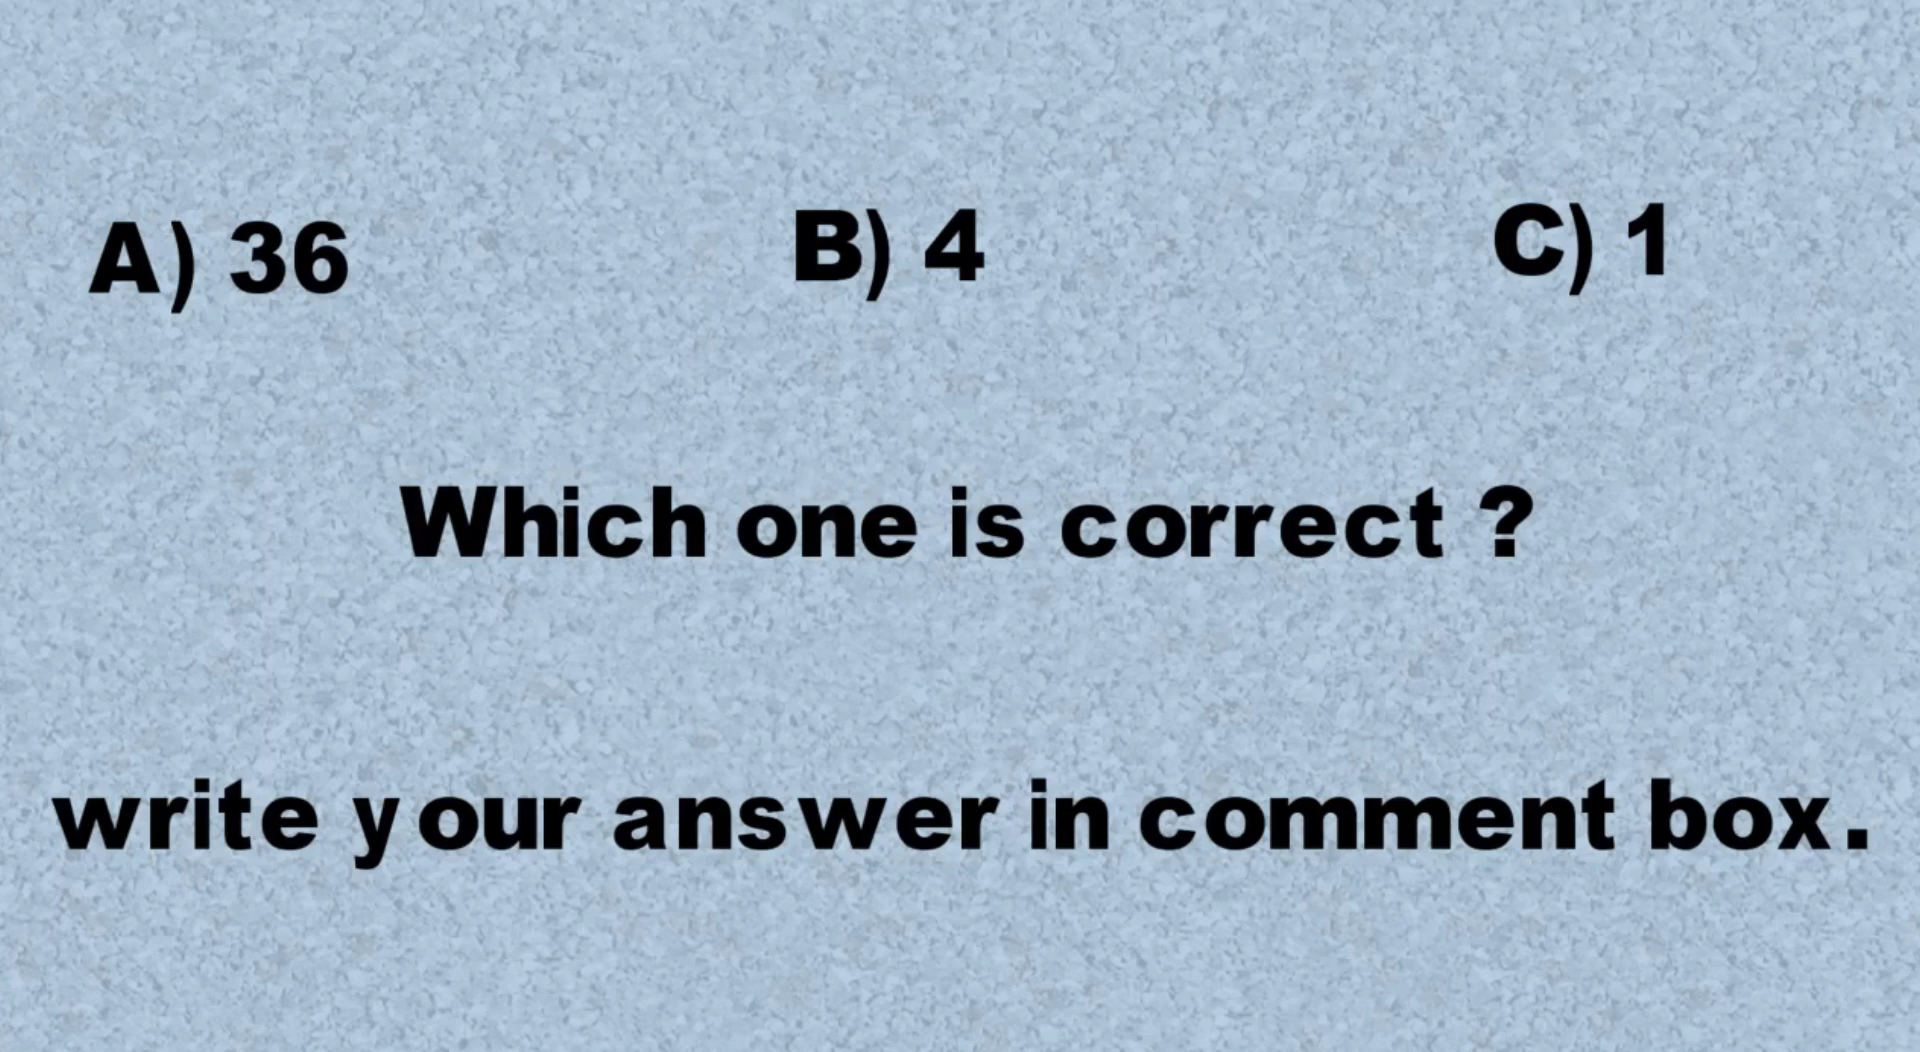 A) 36 B) 4 C) 1
Which one is correct ?
write your answer in comment box.